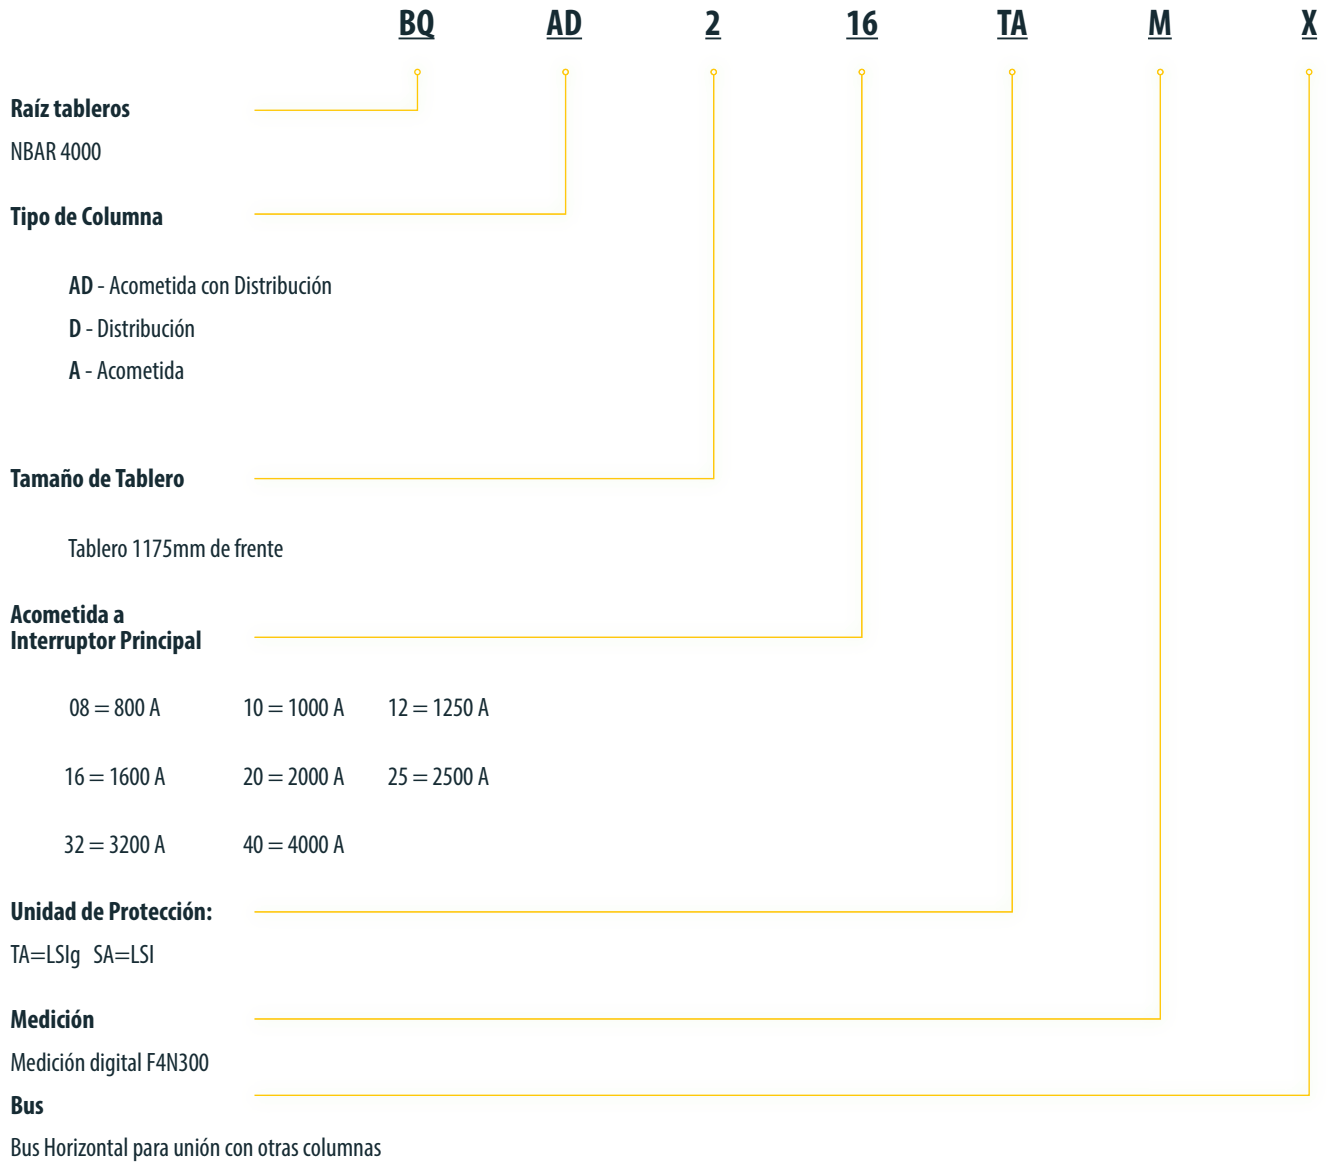 BQ AD 2 16 TA M X
Raíz tableros
NBAR 4000
Tipo de Columna
AD - Acometida con Distribución
D - Distribución
A - Acometida
Tamaño de Tablero
Tablero 1175mm de frente
Acometida a
Interruptor Principal
08 = 800 A 10 = 1000 A 12 = 1250 A
16 = 1600 A 20 = 2000 A 25 = 2500 A
32 = 3200 A 40 = 4000 A
Unidad de Protección:
TA=LSIg SA=LSI
Medición
Medición digital F4N300
Bus
Bus Horizontal para unión con otras columnas